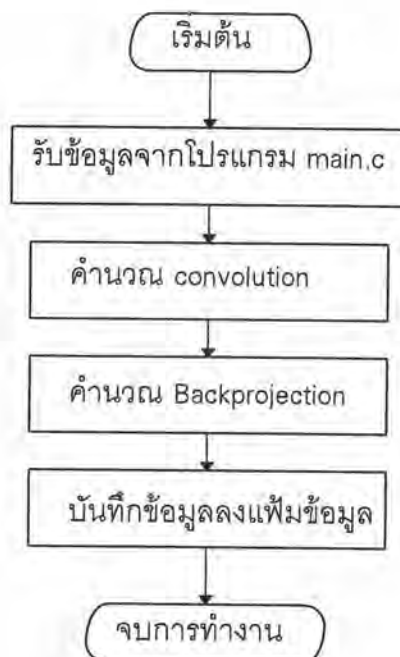 เริ่มต้น
รับข้อมูลจากโปรแกรม main.c
คำนวณ convolution
คำนวณ Backprojection
บันทึกข้อมูลลงแฟ้มข้อมูล
จบการทำงาน